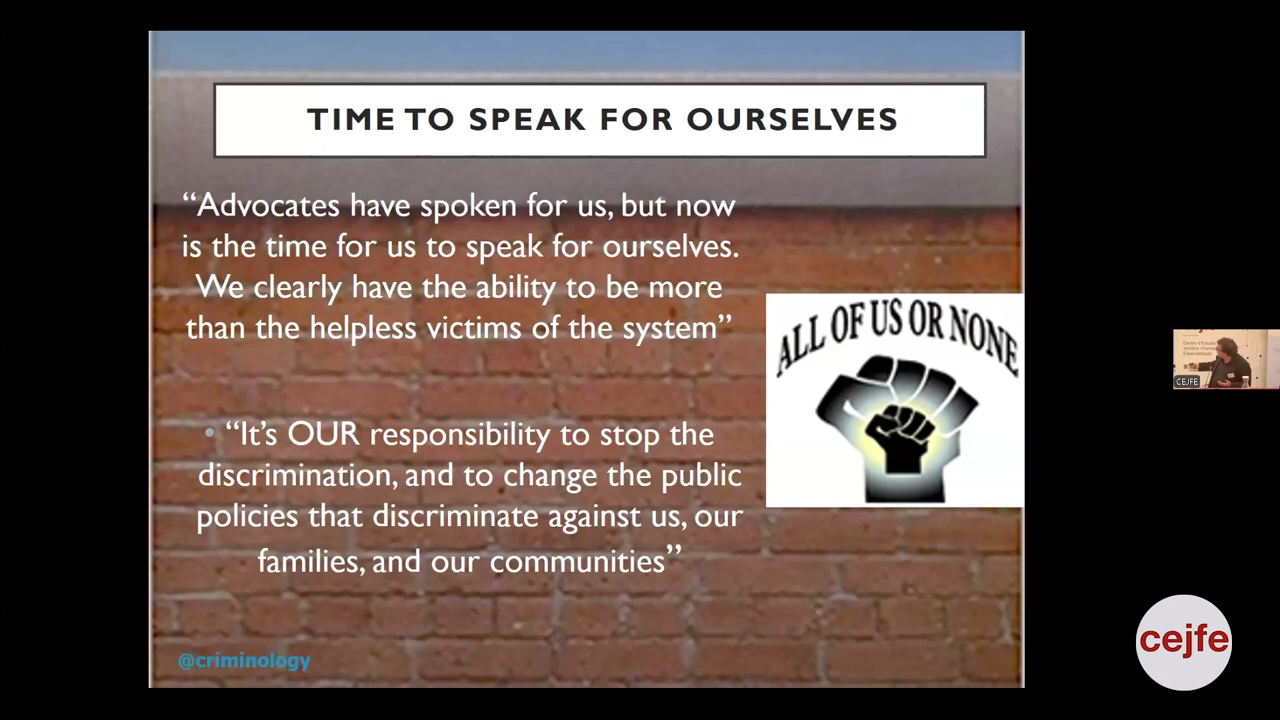 TIME TO SPEAK FOR OURSELVES
“Advocates have spoken for us, but now
is the time for us to speak for ourselves.
We clearly have the ability to be more
than the helpless victims of the system”
• “It’s OUR responsibility to stop the
discrimination, and to change the public
policies that discriminate against us, our
families, and our communities”
ALL OF US OR NONE
@criminology
CEJFE
cejfe